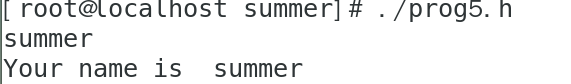 [root@localhost summer]# ./prog5.h
summer
Your name is  summer